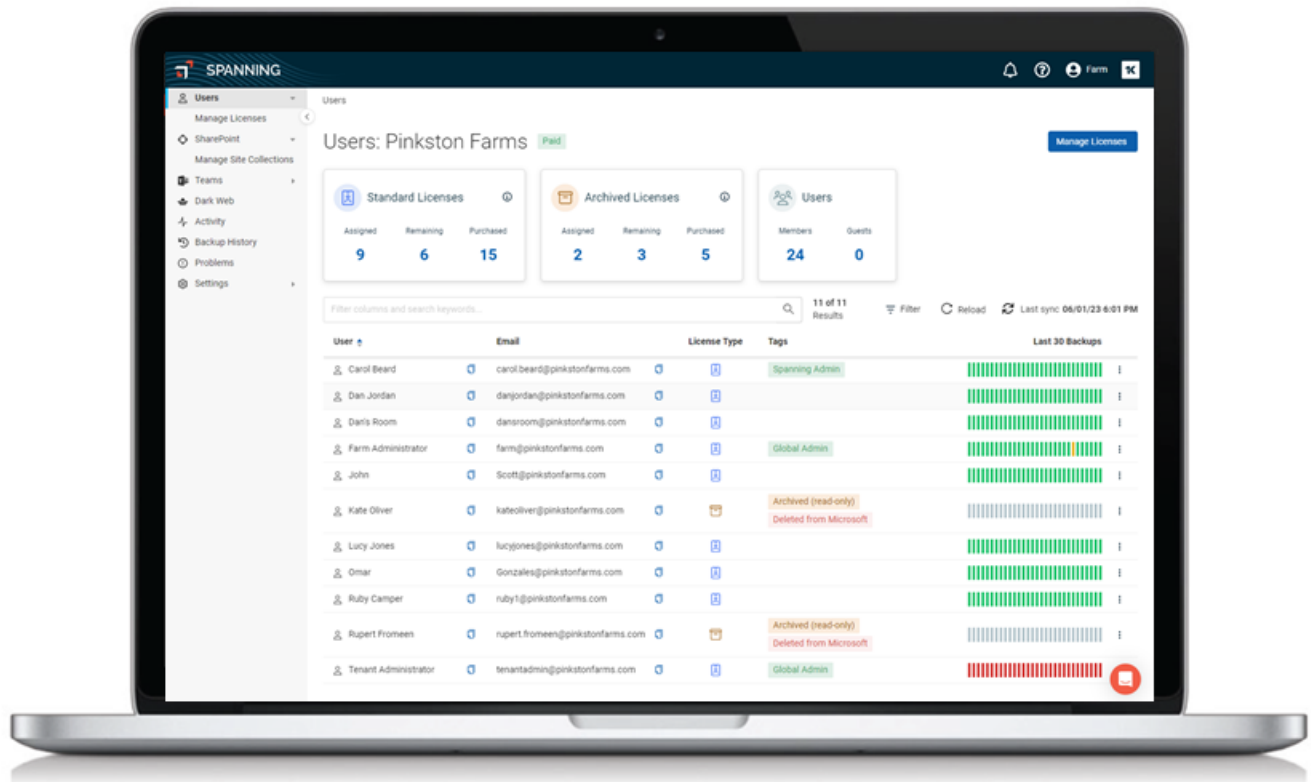 SPANNING
Farm
Users
Manage Licenses
SharePoint
Manage Site Collections
Teams
Dark Web
Activity
Backup History
Problems
Settings
Users
Users: Pinkston Farms Paid
Manage Licenses
Standard Licenses
Assigned Remaining Purchased
9 6 15
Archived Licenses
Assigned Remaining Purchased
2 3 5
Users
Members Guests
24 0
Filter columns and search keywords...
11 of 11
Results
Filter
Reload
Last sync 06/01/23 6:01 PM
User Email License Type Tags Last 30 Backups
Carol Beard carol.beard@pinkstonfarms.com Spanning Admin
Dan Jordan danjordan@pinkstonfarms.com
Dan's Room dansroom@pinkstonfarms.com
Farm Administrator farm@pinkstonfarms.com Global Admin
John Scott@pinkstonfarms.com
Kate Oliver kateoliver@pinkstonfarms.com Archived (read-only)
Deleted from Microsoft
Lucy Jones lucyjones@pinkstonfarms.com
Omar Gonzales@pinkstonfarms.com
Ruby Camper ruby1@pinkstonfarms.com
Rupert Fromeen rupert.fromeen@pinkstonfarms.com Archived (read-only)
Deleted from Microsoft
Tenant Administrator tenantadmin@pinkstonfarms.com Global Admin